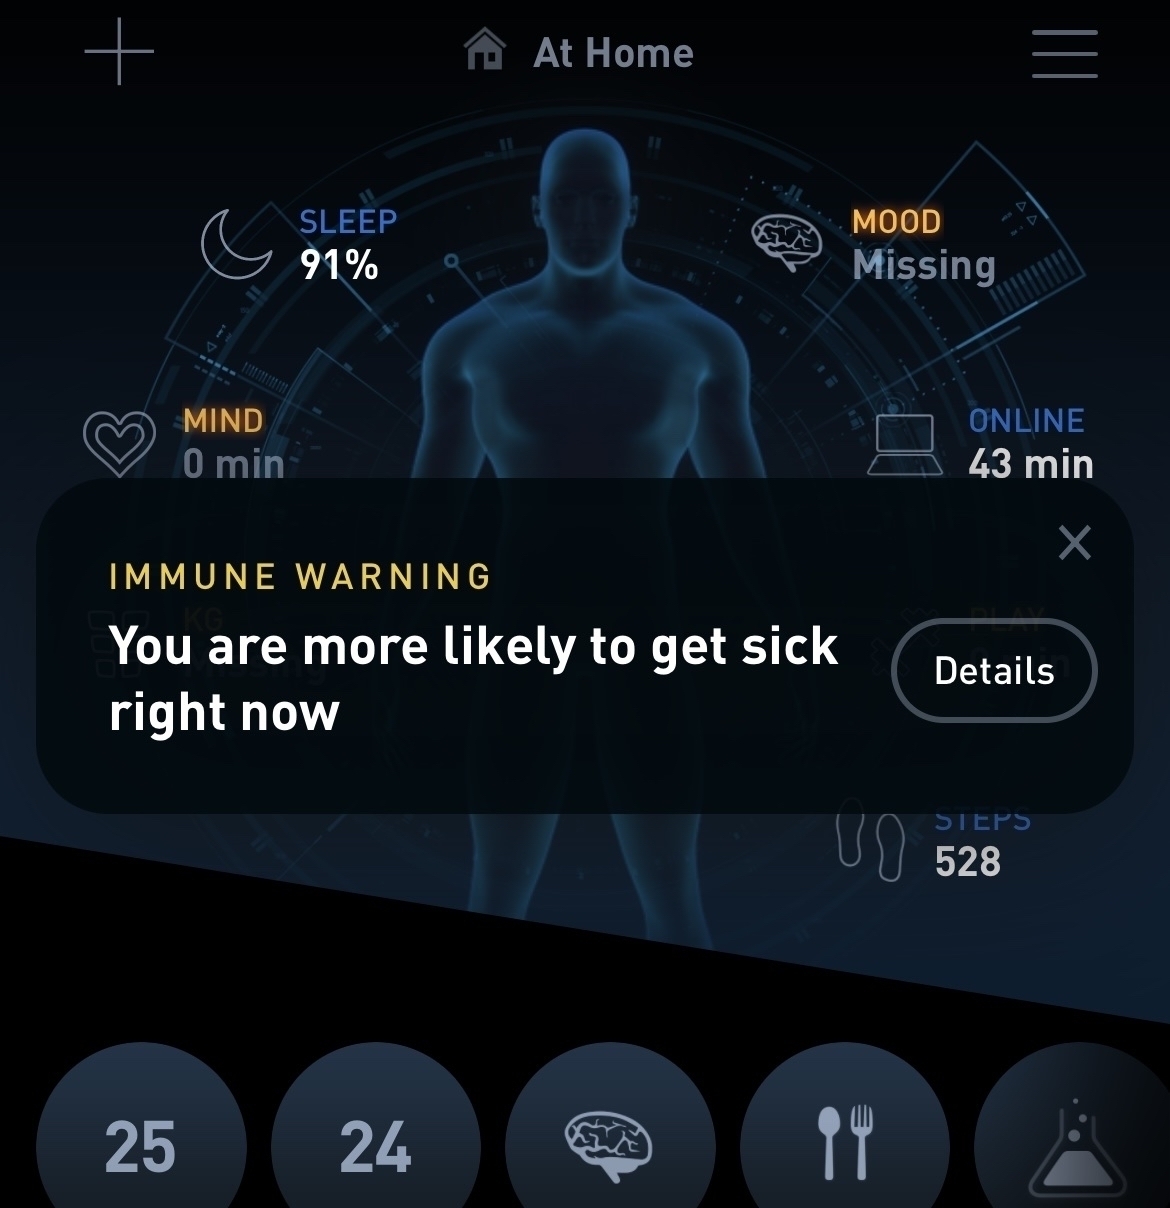 At Home
SLEEP
91%
MOOD
Missing
MIND
0 min
ONLINE
43 min
IMMUNE WARNING
You are more likely to get sick
right now
Details
KG
PLAY
STEPS
528
25
24